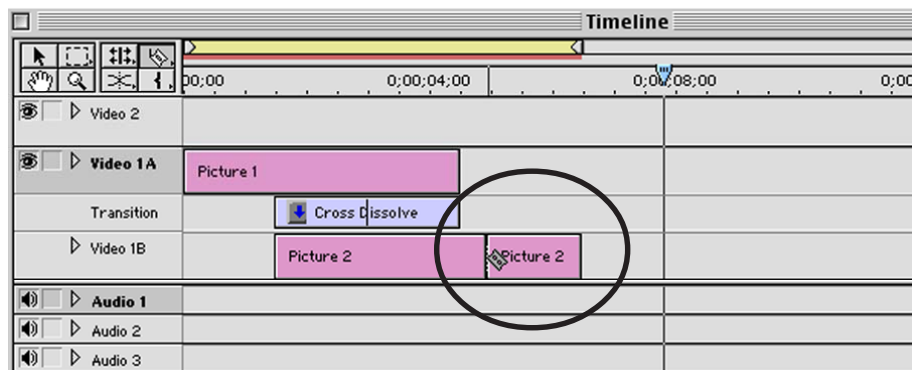 Timeline
00;00 0;00;04;00 0;00;08;00 0;00
Video 2
Video 1A
Picture 1
Transition
Cross Dissolve
Video 1B
Picture 2 Picture 2
Audio 1
Audio 2
Audio 3